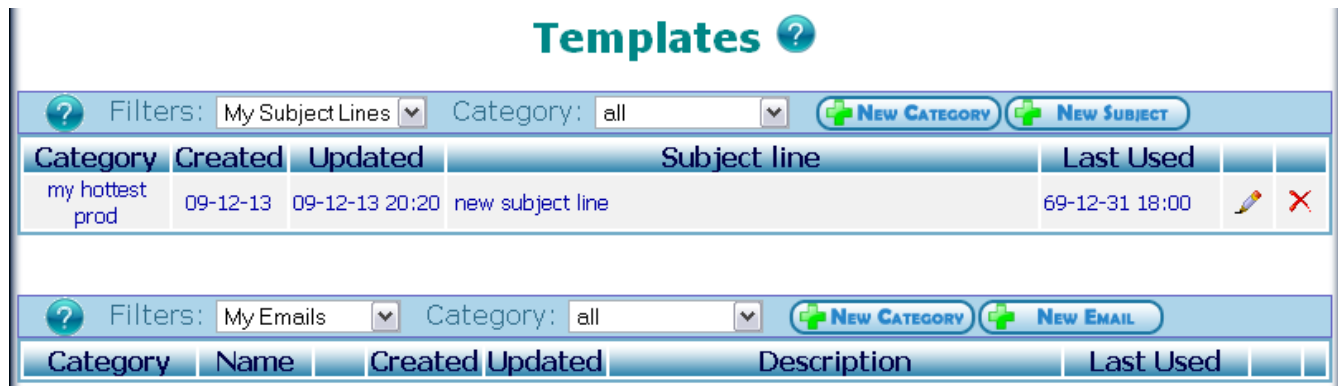 Templates ?
? Filters: My Subject Lines Category: all New Category New Subject
Category Created Updated Subject line Last Used
my hottest prod 09-12-13 09-12-13 20:20 new subject line 69-12-31 18:00
? Filters: My Emails Category: all New Category New Email
Category Name Created Updated Description Last Used